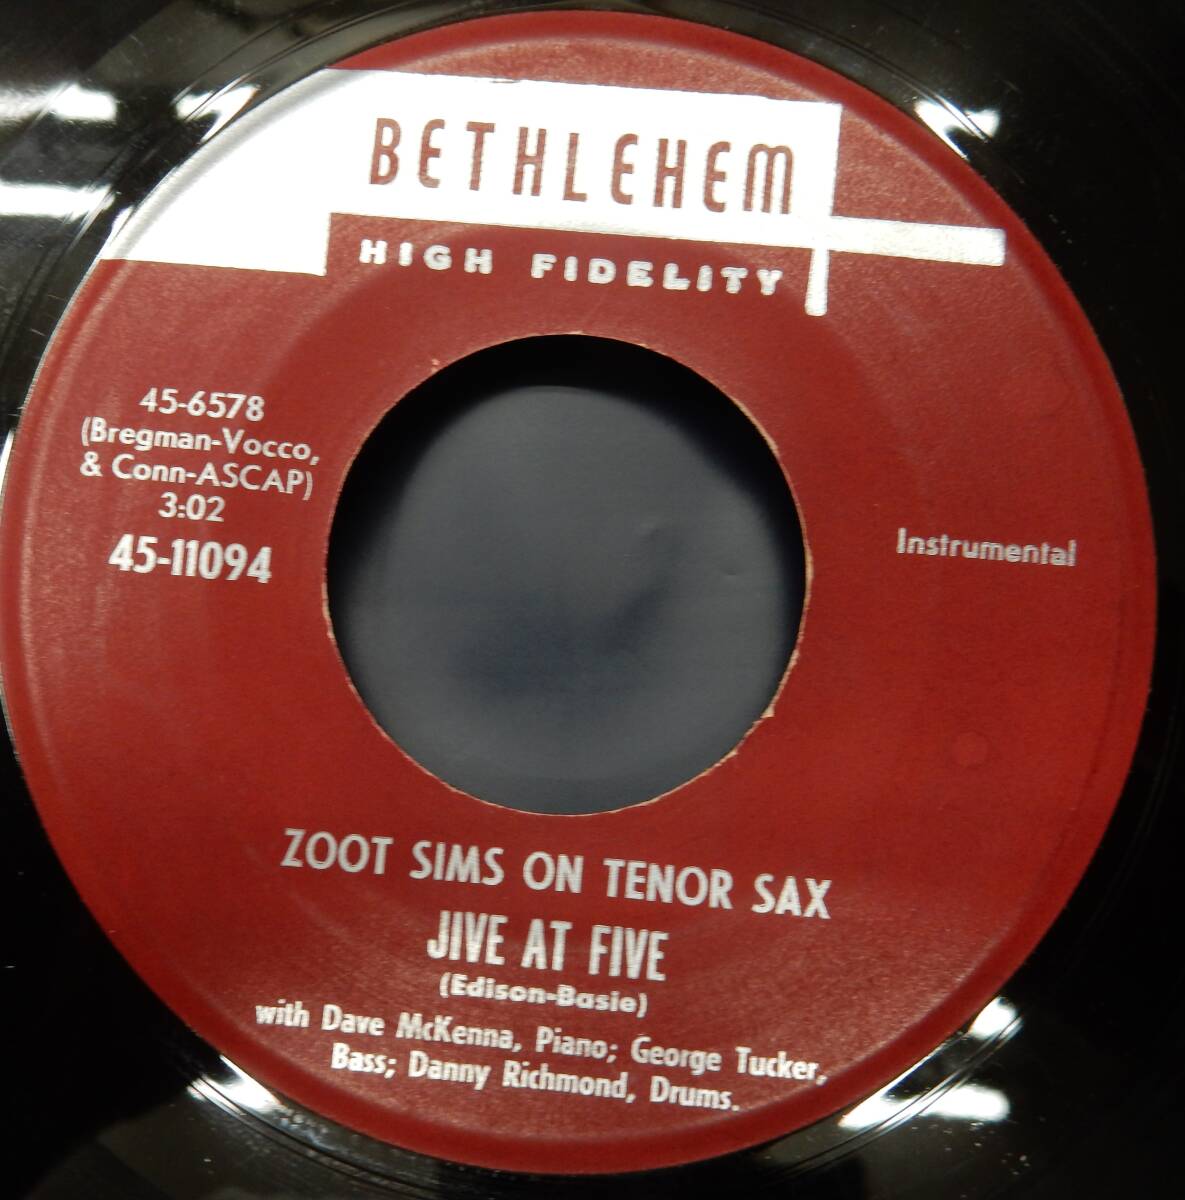 BETHLEHEM
HIGH FIDELITY
45-6578
(Bregman-Vocco,
& Conn-ASCAP)
3:02
45-11094
Instrumental
ZOOT SIMS ON TENOR SAX
JIVE AT FIVE
(Edison-Basie)
with Dave McKenna, Piano; George Tucker,
Bass; Danny Richmond, Drums.